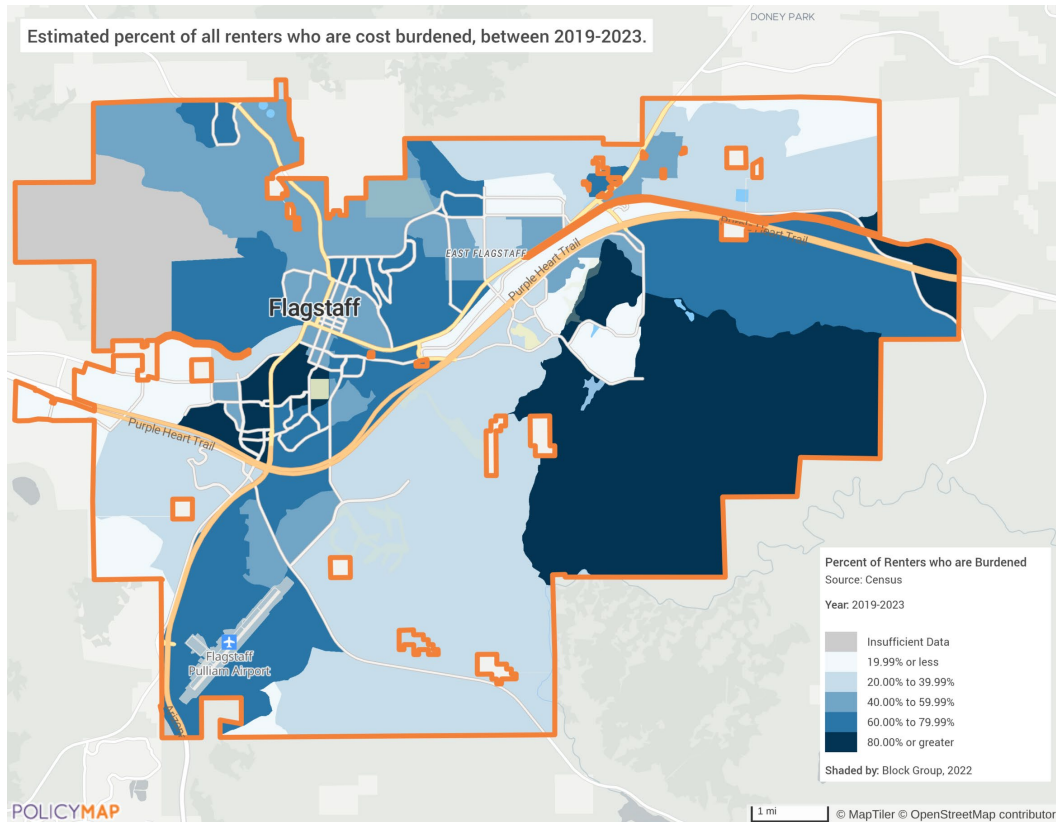 DONEY PARK
Estimated percent of all renters who are cost burdened, between 2019-2023.
EAST FLAGSTAFF
Purple Heart Trail
Purple Heart Trail
Flagstaff
Purple Heart Trail
Flagstaff
Pulliam Airport
Percent of Renters who are Burdened
Source: Census
Year: 2019-2023
Insufficient Data
19.99% or less
20.00% to 39.99%
40.00% to 59.99%
60.00% to 79.99%
80.00% or greater
Shaded by: Block Group, 2022
POLICYMAP
1 mi
© MapTiler © OpenStreetMap contributor